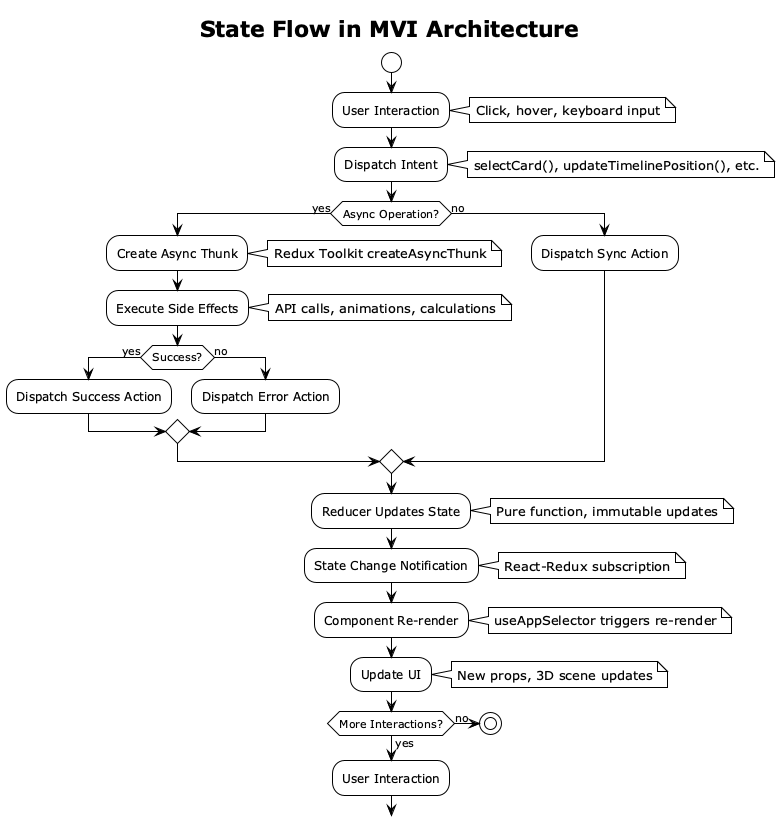 State Flow in MVI Architecture
User Interaction
Click, hover, keyboard input
Dispatch Intent
selectCard(), updateTimelinePosition(), etc.
yes
Async Operation?
no
Create Async Thunk
Redux Toolkit createAsyncThunk
Dispatch Sync Action
Execute Side Effects
API calls, animations, calculations
yes
Success?
no
Dispatch Success Action
Dispatch Error Action
Reducer Updates State
Pure function, immutable updates
State Change Notification
React-Redux subscription
Component Re-render
useAppSelector triggers re-render
Update UI
New props, 3D scene updates
More Interactions?
no
yes
User Interaction